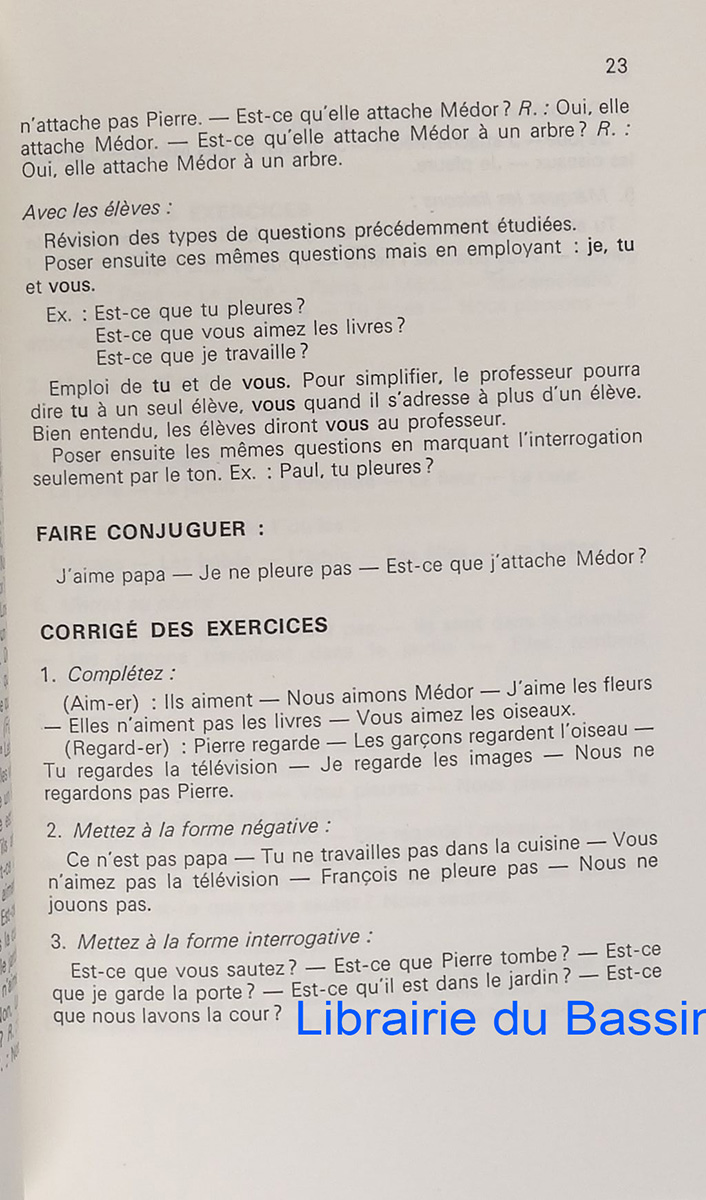 23
n'attache pas Pierre. — Est-ce qu'elle attache Médor ? R. : Oui, elle
attache Médor. — Est-ce qu'elle attache Médor à un arbre ? R. :
Oui, elle attache Médor à un arbre.
Avec les élèves :
Révision des types de questions précédemment étudiées.
Poser ensuite ces mêmes questions mais en employant : je, tu
et vous.
Ex. : Est-ce que tu pleures ?
Est-ce que vous aimez les livres ?
Est-ce que je travaille ?
Emploi de tu et de vous. Pour simplifier, le professeur pourra
dire tu à un seul élève, vous quand il s'adresse à plus d'un élève.
Bien entendu, les élèves diront vous au professeur.
Poser ensuite les mêmes questions en marquant l'interrogation
seulement par le ton. Ex. : Paul, tu pleures ?
FAIRE CONJUGUER :
J'aime papa — Je ne pleure pas — Est-ce que j'attache Médor ?
CORRIGÉ DES EXERCICES
1. Complétez :
(Aim-er) : Ils aiment — Nous aimons Médor — J'aime les fleurs
— Elles n'aiment pas les livres — Vous aimez les oiseaux.
(Regard-er) : Pierre regarde — Les garçons regardent l'oiseau —
Tu regardes la télévision — Je regarde les images — Nous ne
regardons pas Pierre.
2. Mettez à la forme négative :
Ce n'est pas papa — Tu ne travailles pas dans la cuisine — Vous
n'aimez pas la télévision — François ne pleure pas — Nous ne
jouons pas.
3. Mettez à la forme interrogative :
Est-ce que vous sautez ? — Est-ce que Pierre tombe ? — Est-ce
que je garde la porte ? — Est-ce qu'il est dans le jardin ? — Est-ce
que nous lavons la cour ?
Librairie du Bassin